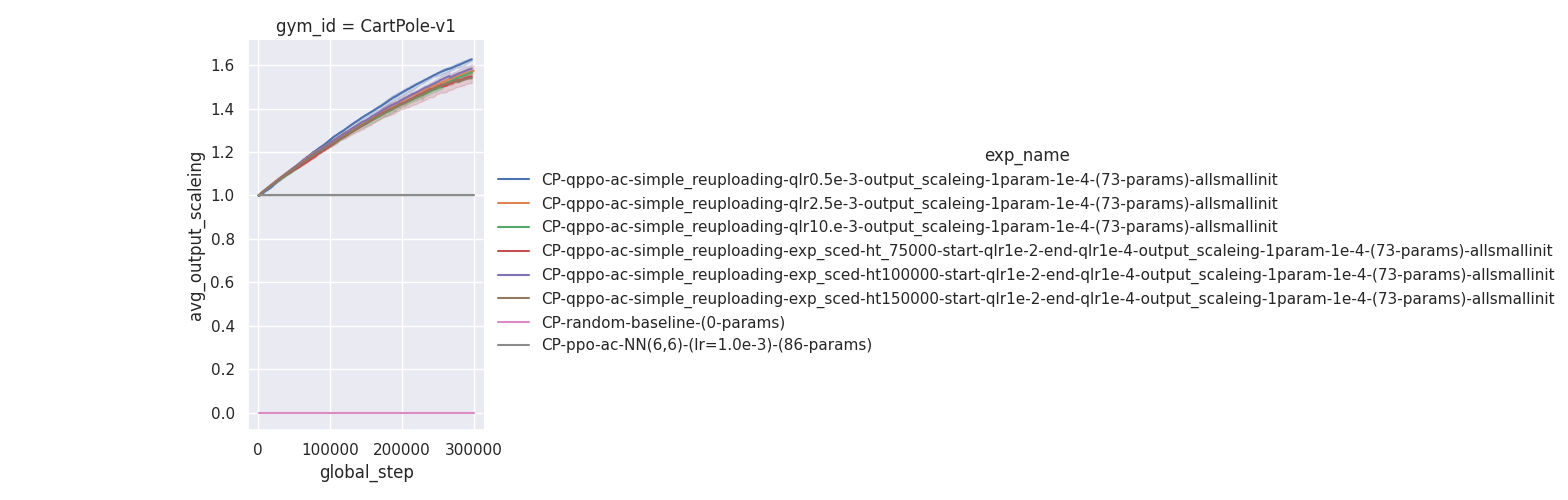 gym_id = CartPole-v1
avg_output_scaleing
1.6
1.4
1.2
1.0
0.8
0.6
0.4
0.2
0.0
0 100000 200000 300000
global_step
exp_name
CP-qppo-ac-simple_reuploading-qlr0.5e-3-output_scaleing-1param-1e-4-(73-params)-allsmallinit
CP-qppo-ac-simple_reuploading-qlr2.5e-3-output_scaleing-1param-1e-4-(73-params)-allsmallinit
CP-qppo-ac-simple_reuploading-qlr10.e-3-output_scaleing-1param-1e-4-(73-params)-allsmallinit
CP-qppo-ac-simple_reuploading-exp_sced-ht_75000-start-qlr1e-2-end-qlr1e-4-output_scaleing-1param-1e-4-(73-params)-allsmallinit
CP-qppo-ac-simple_reuploading-exp_sced-ht100000-start-qlr1e-2-end-qlr1e-4-output_scaleing-1param-1e-4-(73-params)-allsmallinit
CP-qppo-ac-simple_reuploading-exp_sced-ht150000-start-qlr1e-2-end-qlr1e-4-output_scaleing-1param-1e-4-(73-params)-allsmallinit
CP-random-baseline-(0-params)
CP-ppo-ac-NN(6,6)-(lr=1.0e-3)-(86-params)